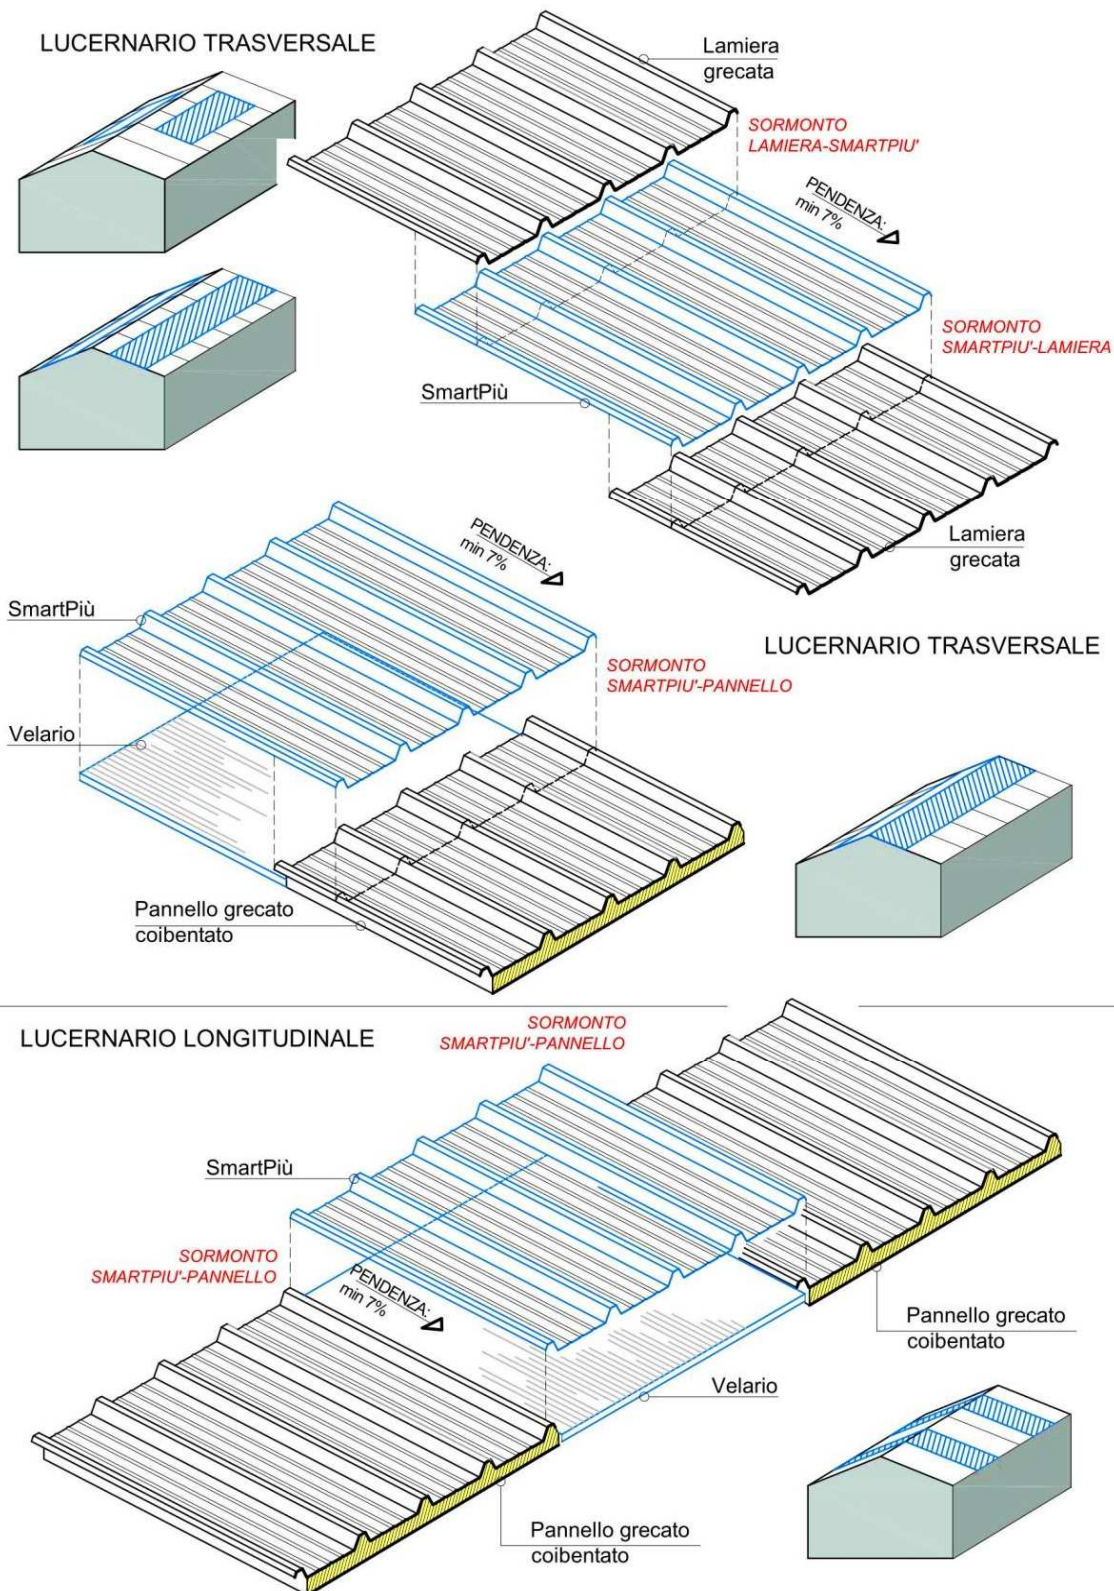 LUCERNARIO TRASVERSALE
Lamiera
grecata
SORMONTO
LAMIERA-SMARTPIU'
PENDENZA:
min 7%
SORMONTO
SMARTPIU'-LAMIERA
SmartPiù
Lamiera
grecata
PENDENZA:
min 7%
SmartPiù
LUCERNARIO TRASVERSALE
SORMONTO
SMARTPIU'-PANNELLO
Velario
Pannello grecato
coibentato
LUCERNARIO LONGITUDINALE
SORMONTO
SMARTPIU'-PANNELLO
SmartPiù
SORMONTO
SMARTPIU'-PANNELLO
PENDENZA:
min 7%
Pannello grecato
coibentato
Velario
Pannello grecato
coibentato